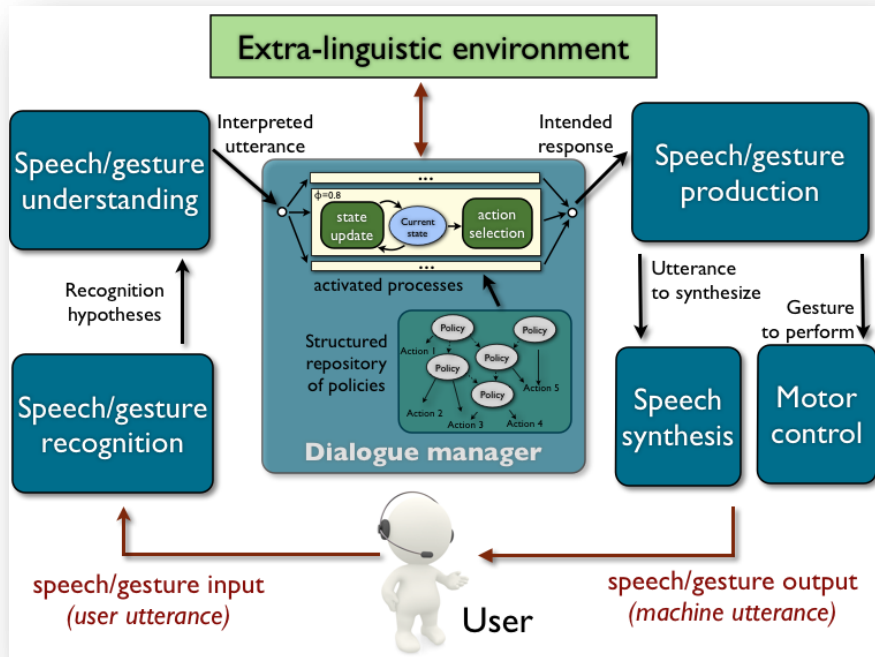 Extra-linguistic environment
Speech/gesture
understanding
Interpreted
utterance
Intended
response
Speech/gesture
production
...
ϕ=0.8
state
update
Current
state
action
selection
...
activated processes
Recognition
hypotheses
Structured
repository
of policies
Policy
Policy
Action 1
Policy
Policy
Action 5
Policy
Action 2
Action 3
Action 4
Utterance
to synthesize
Gesture
to perform
Speech/gesture
recognition
Dialogue manager
Speech
synthesis
Motor
control
speech/gesture input
(user utterance)
User
speech/gesture output
(machine utterance)